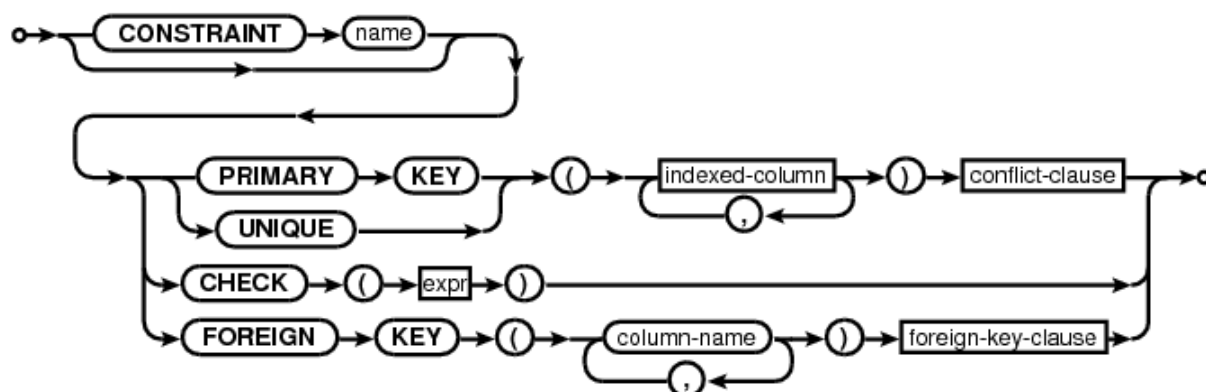 CONSTRAINT name
PRIMARY KEY ( indexed-column ) conflict-clause
,
UNIQUE
CHECK ( expr )
FOREIGN KEY ( column-name ) foreign-key-clause
,